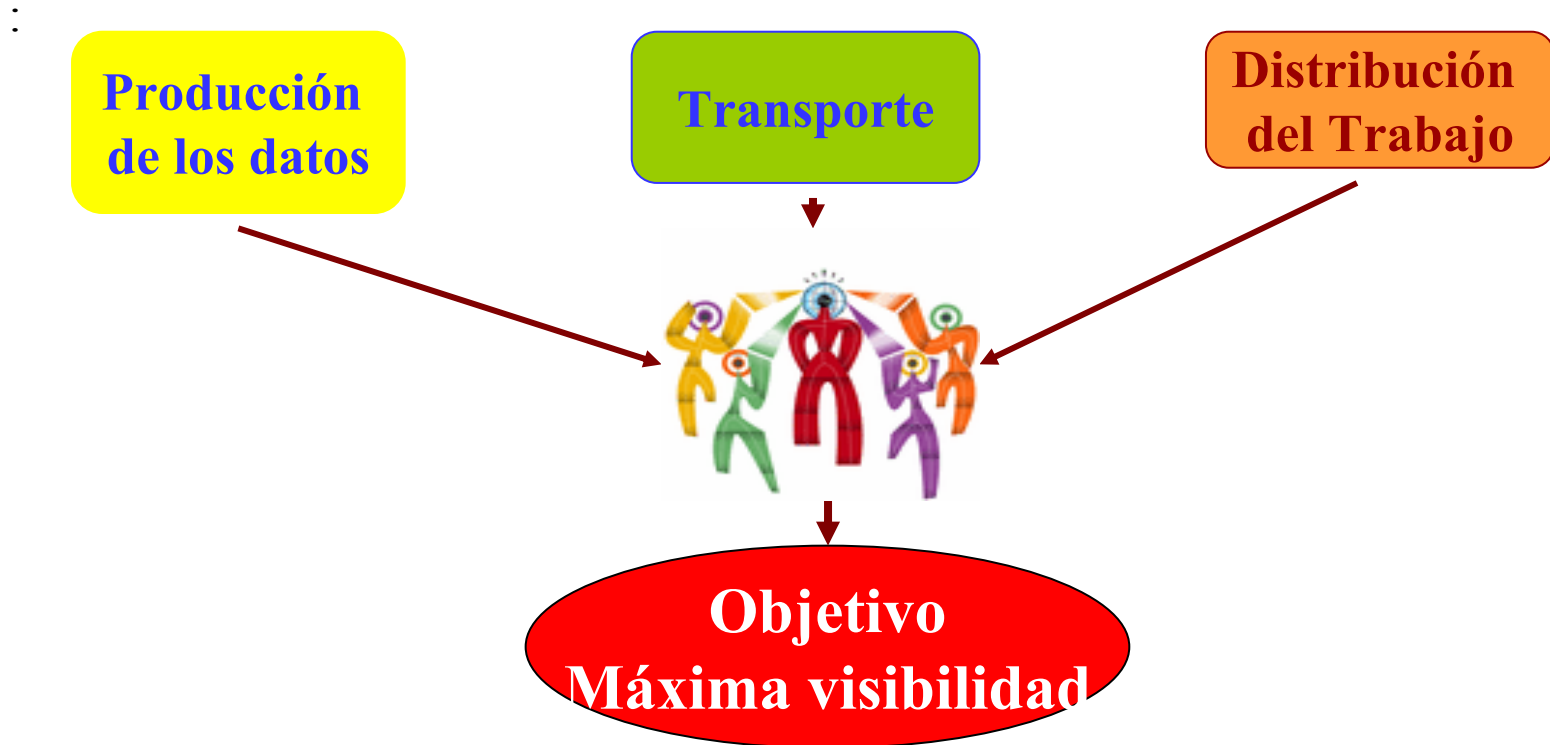 :
Producción
de los datos
Transporte
Distribución
del Trabajo
Objetivo
Máxima visibilidad